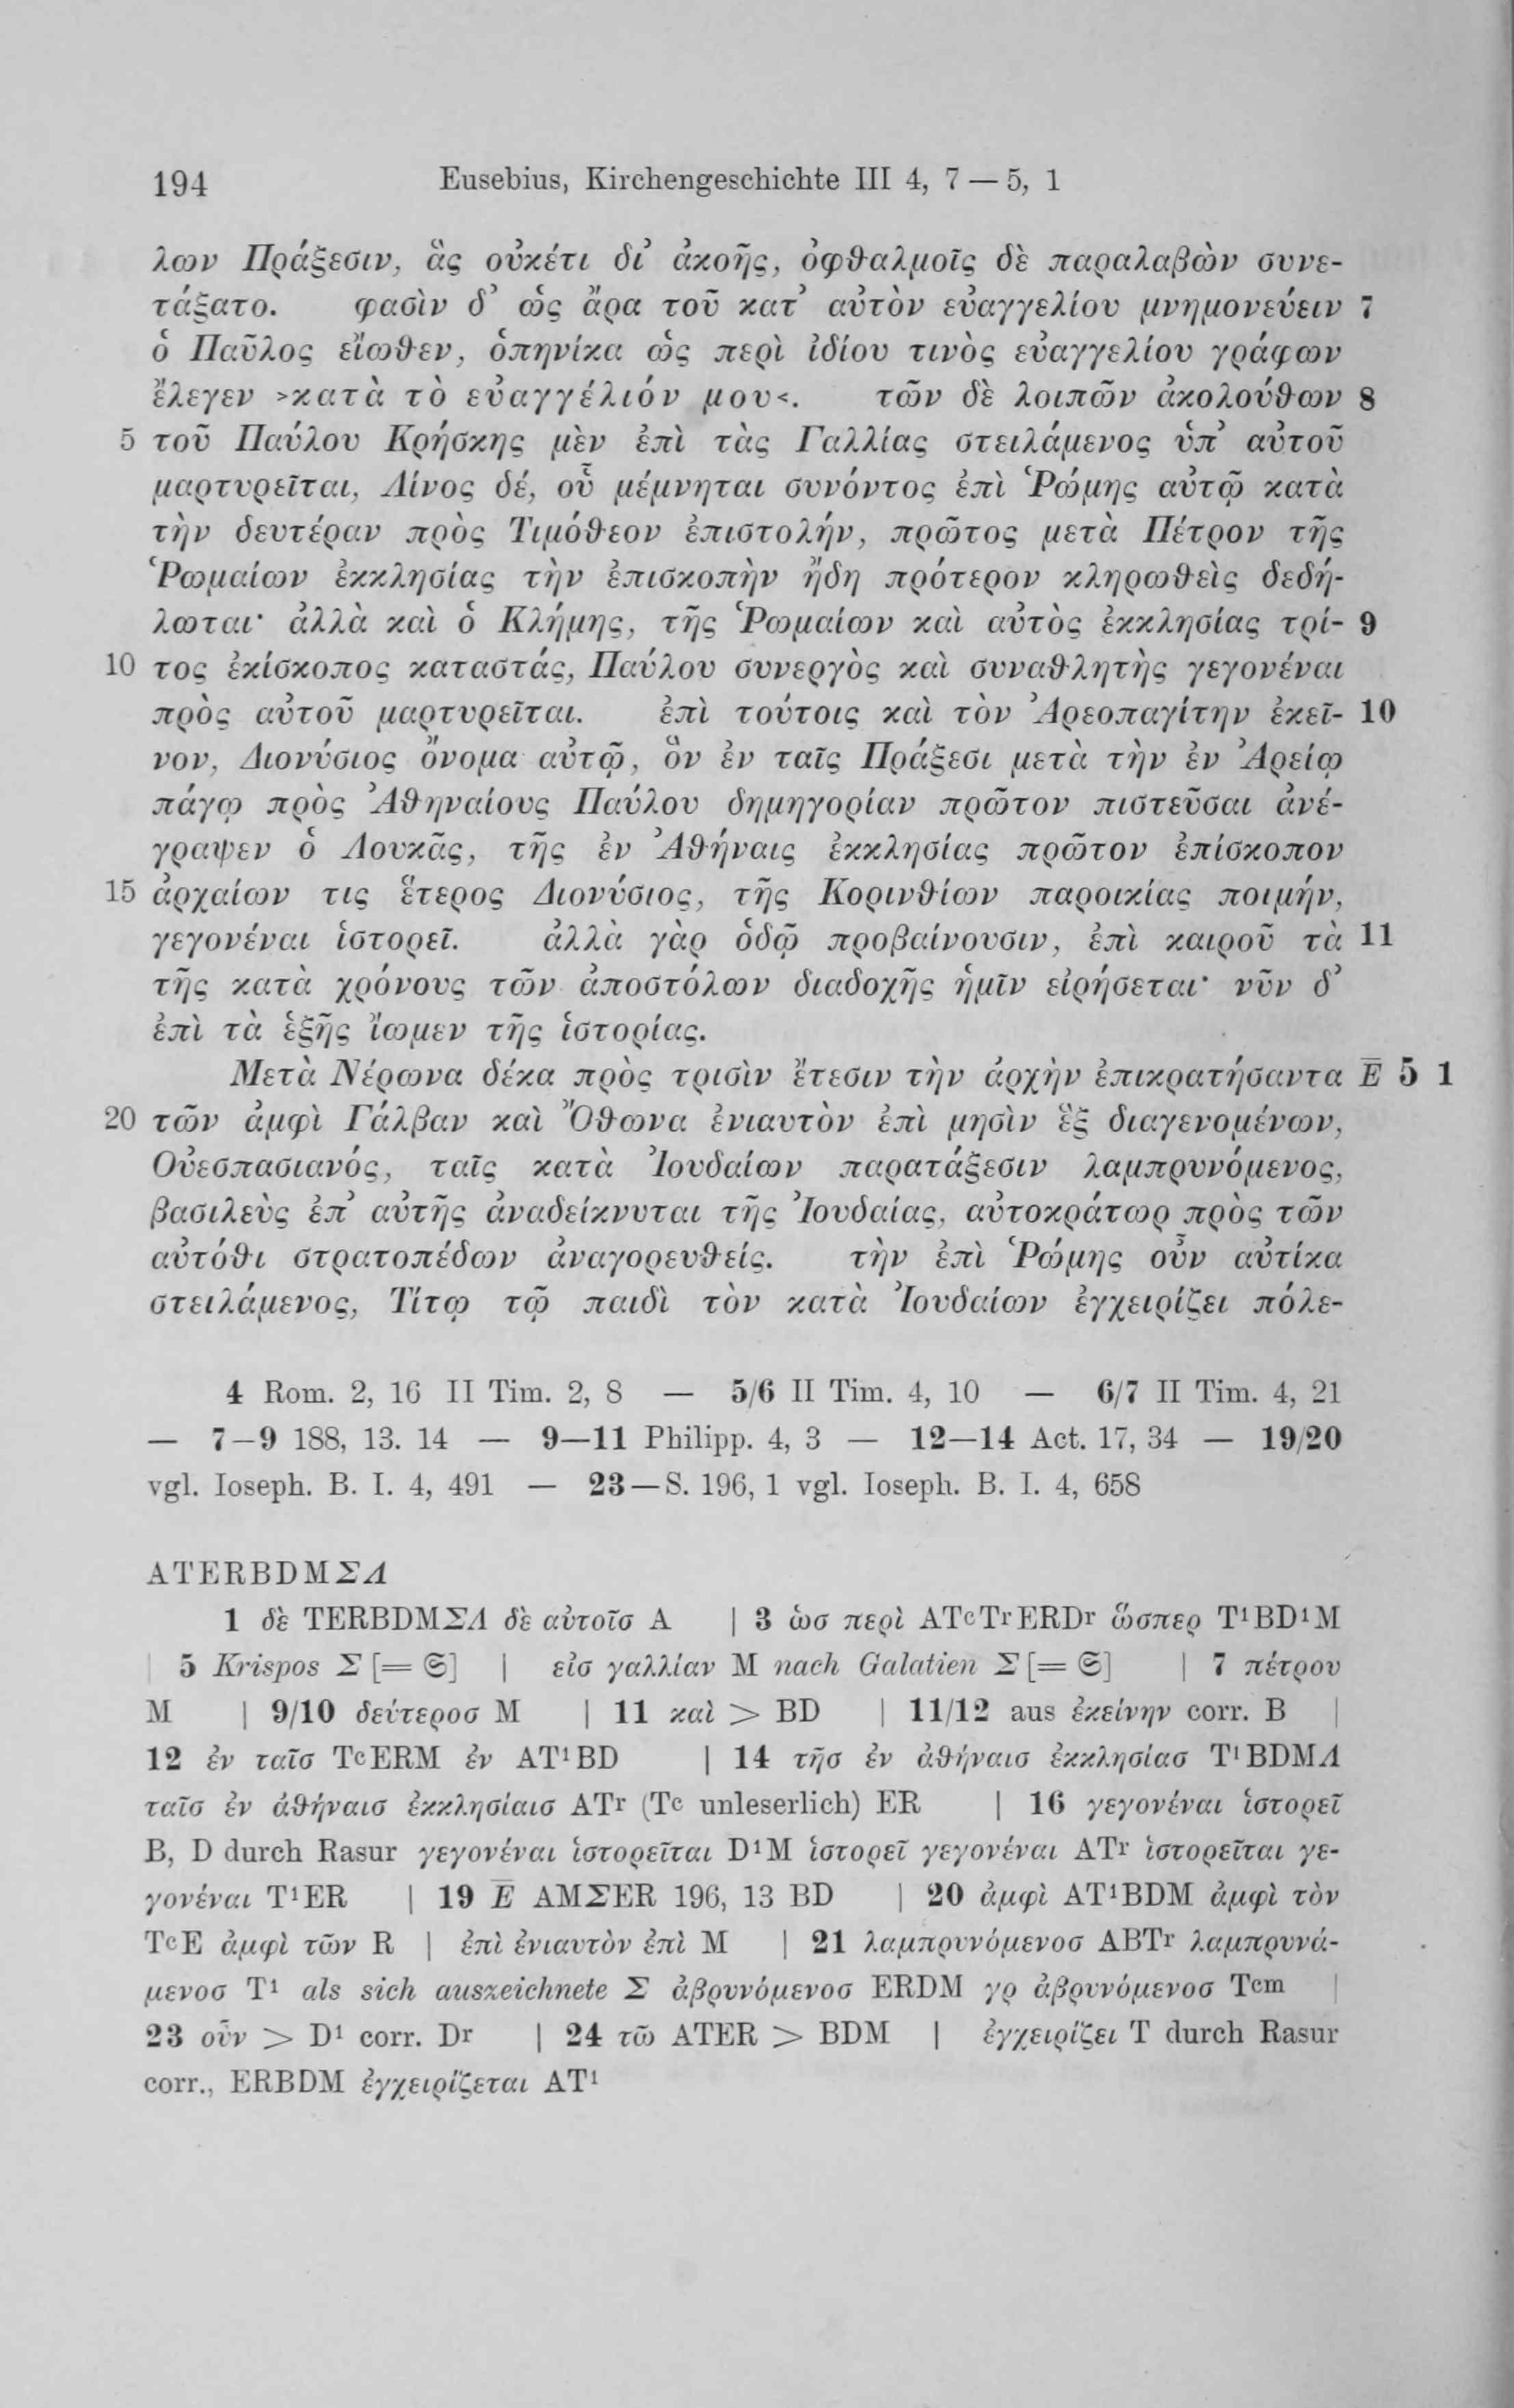 194 Eusebius, Kirchengeschichte III 4, 7 — 5, 1
λων Πράξεσιν, ἃς οὐκέτι δι’ ἀκοῆς, ὀφθαλμοῖς δὲ παραλαβὼν συνε-
τάξατο. φασὶν δ’ ὡς ἄρα τοῦ κατ’ αὐτὸν εὐαγγελίου μνημονεύειν 7
ὁ Παῦλος εἴωθεν, ὁπηνίκα ὡς περὶ ἰδίου τινὸς εὐαγγελίου γράφων
ἔλεγεν >κατὰ τὸ εὐαγγέλιόν μου<. τῶν δὲ λοιπῶν ἀκολούθων 8
5 τοῦ Παύλου Κρήσκης μὲν ἐπὶ τὰς Γαλλίας στειλάμενος ὑπ’ αὐτοῦ
μαρτυρεῖται, Λίνος δέ, οὗ μέμνηται συνόντος ἐπὶ Ῥώμης αὐτῷ κατὰ
τὴν δευτέραν πρὸς Τιμόθεον ἐπιστολήν, πρῶτος μετὰ Πέτρον τῆς
Ῥωμαίων ἐκκλησίας τὴν ἐπισκοπὴν ἤδη πρότερον κληρωθεὶς δεδή-
λωται· ἀλλὰ καὶ ὁ Κλήμης, τῆς Ῥωμαίων καὶ αὐτὸς ἐκκλησίας τρί- 9
10 τος ἐκίσκοπος καταστάς, Παύλου συνεργὸς καὶ συναθλητὴς γεγονέναι
πρὸς αὐτοῦ μαρτυρεῖται. ἐπὶ τούτοις καὶ τὸν Ἀρεοπαγίτην ἐκεῖ- 10
νον, Διονύσιος ὄνομα αὐτῷ, ὃν ἐν ταῖς Πράξεσι μετὰ τὴν ἐν Ἀρείῳ
πάγῳ πρὸς Ἀθηναίους Παύλου δημηγορίαν πρῶτον πιστεῦσαι ἀνέ-
γραψεν ὁ Λουκᾶς, τῆς ἐν Ἀθήναις ἐκκλησίας πρῶτον ἐπίσκοπον
15 ἀρχαίων τις ἕτερος Διονύσιος, τῆς Κορινθίων παροικίας ποιμήν,
γεγονέναι ἱστορεῖ. ἀλλὰ γὰρ ὁδῷ προβαίνουσιν, ἐπὶ καιροῦ τὰ 11
τῆς κατὰ χρόνους τῶν ἀποστόλων διαδοχῆς ἡμῖν εἰρήσεται· νῦν δ’
ἐπὶ τὰ ἑξῆς ἴωμεν τῆς ἱστορίας.
Μετὰ Νέρωνα δέκα πρὸς τρισὶν ἔτεσιν τὴν ἀρχὴν ἐπικρατήσαντα Ε̅ 5 1
20 τῶν ἀμφὶ Γάλβαν καὶ Ὄθωνα ἐνιαυτὸν ἐπὶ μησὶν ἓξ διαγενομένων,
Οὐεσπασιανός, ταῖς κατὰ Ἰουδαίων παρατάξεσιν λαμπρυνόμενος,
βασιλεὺς ἐπ’ αὐτῆς ἀναδείκνυται τῆς Ἰουδαίας, αὐτοκράτωρ πρὸς τῶν
αὐτόθι στρατοπέδων ἀναγορευθείς. τὴν ἐπὶ Ῥώμης οὖν αὐτίκα
στειλάμενος, Τίτῳ τῷ παιδὶ τὸν κατὰ Ἰουδαίων ἐγχειρίζει πόλε-
4 Rom. 2, 16 II Tim. 2, 8 — 5/6 II Tim. 4, 10 — 6/7 II Tim. 4, 21
— 7—9 188, 13. 14 — 9—11 Philipp. 4, 3 — 12—14 Act. 17, 34 — 19/20
vgl. Ioseph. B. I. 4, 491 — 23—S. 196, 1 vgl. Ioseph. B. I. 4, 658
ATERBDMΣΛ
1 δὲ TERBDMΣΛ δὲ αὐτοῖσ A | 3 ὡσ περὶ ATᶜTʳERDʳ ὥσπερ T¹BD¹M
| 5 Krispos Σ [= 𝔖] | εἰσ γαλλίαν M nach Galatien Σ [= 𝔖] | 7 πέτρου
M | 9/10 δεύτεροσ M | 11 καὶ > BD | 11/12 aus ἐκείνην corr. B |
12 ἐν ταῖσ TᶜERM ἐν AT¹BD | 14 τῆσ ἐν ἀθήναισ ἐκκλησίασ T¹BDMΛ
ταῖσ ἐν ἀθήναισ ἐκκλησίαισ ATʳ (Tᶜ unleserlich) ER | 16 γεγονέναι ἱστορεῖ
B, D durch Rasur γεγονέναι ἱστορεῖται D¹M ἱστορεῖ γεγονέναι ATʳ ἱστορεῖται γε-
γονέναι T¹ER | 19 Ε̅ AMΣER 196, 13 BD | 20 ἀμφὶ AT¹BDM ἀμφὶ τὸν
TᶜE ἀμφὶ τῶν R | ἐπὶ ἐνιαυτὸν ἐπὶ M | 21 λαμπρυνόμενοσ ABTʳ λαμπρυνά-
μενοσ T¹ als sich auszeichnete Σ ἁβρυνόμενοσ ERDM γρ ἁβρυνόμενοσ Tᶜᵐ |
23 οὖν > D¹ corr. Dʳ | 24 τῶ ATER > BDM | ἐγχειρίζει T durch Rasur
corr., ERBDM ἐγχειρίζεται AT¹